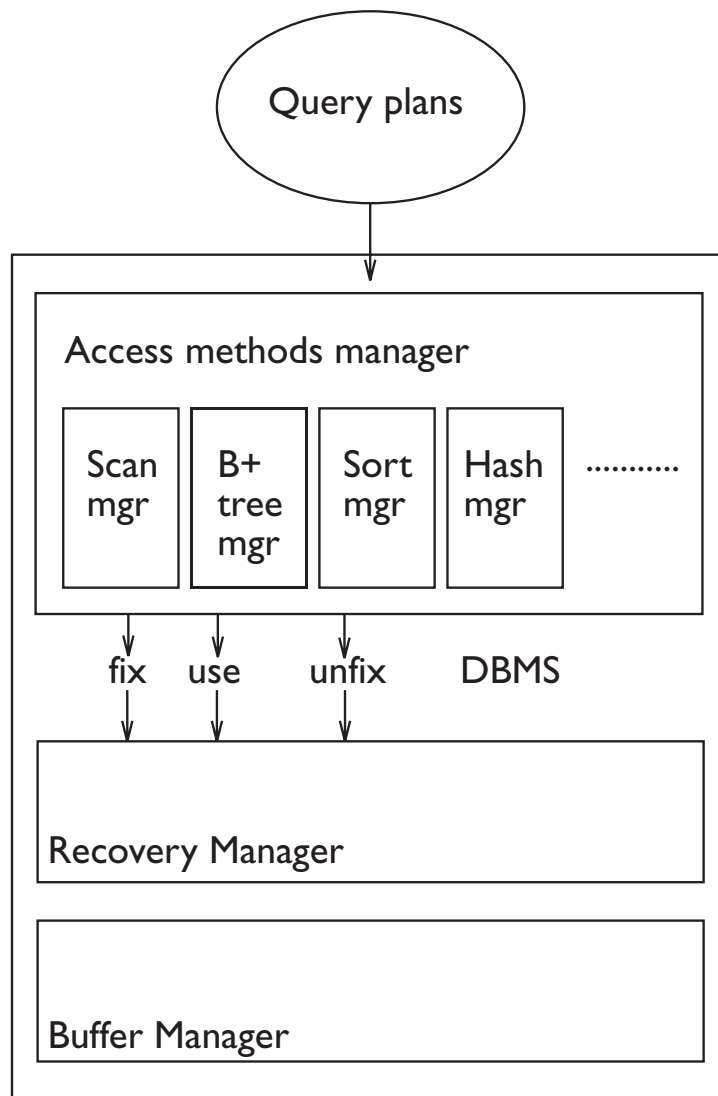 Query plans
Access methods manager
Scan
mgr
B+
tree
mgr
Sort
mgr
Hash
mgr
...........
fix
use
unfix
DBMS
Recovery Manager
Buffer Manager